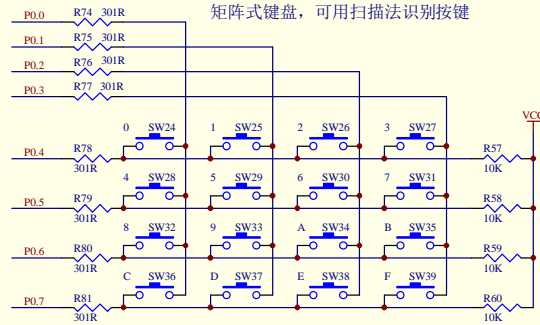 矩阵式键盘，可用扫描法识别按键
P0.0 R74 301R
P0.1 R75 301R
P0.2 R76 301R
P0.3 R77 301R
VCC
0 SW24 1 SW25 2 SW26 3 SW27
P0.4 R78 301R R57 10K
4 SW28 5 SW29 6 SW30 7 SW31
P0.5 R79 301R R58 10K
8 SW32 9 SW33 A SW34 B SW35
P0.6 R80 301R R59 10K
C SW36 D SW37 E SW38 F SW39
P0.7 R81 301R R60 10K